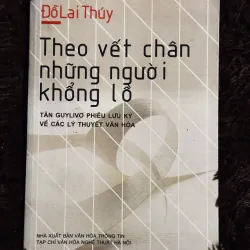 Đỗ Lai Thúy
Theo vết chân
những người
khổng lồ
TÂN GUYLIVƠ PHIÊU LƯU KÝ
VỀ CÁC LÝ THUYẾT VĂN HÓA
NHÀ XUẤT BẢN VĂN HÓA THÔNG TIN
TẠP CHÍ VĂN HÓA NGHỆ THUẬT HÀ NỘI